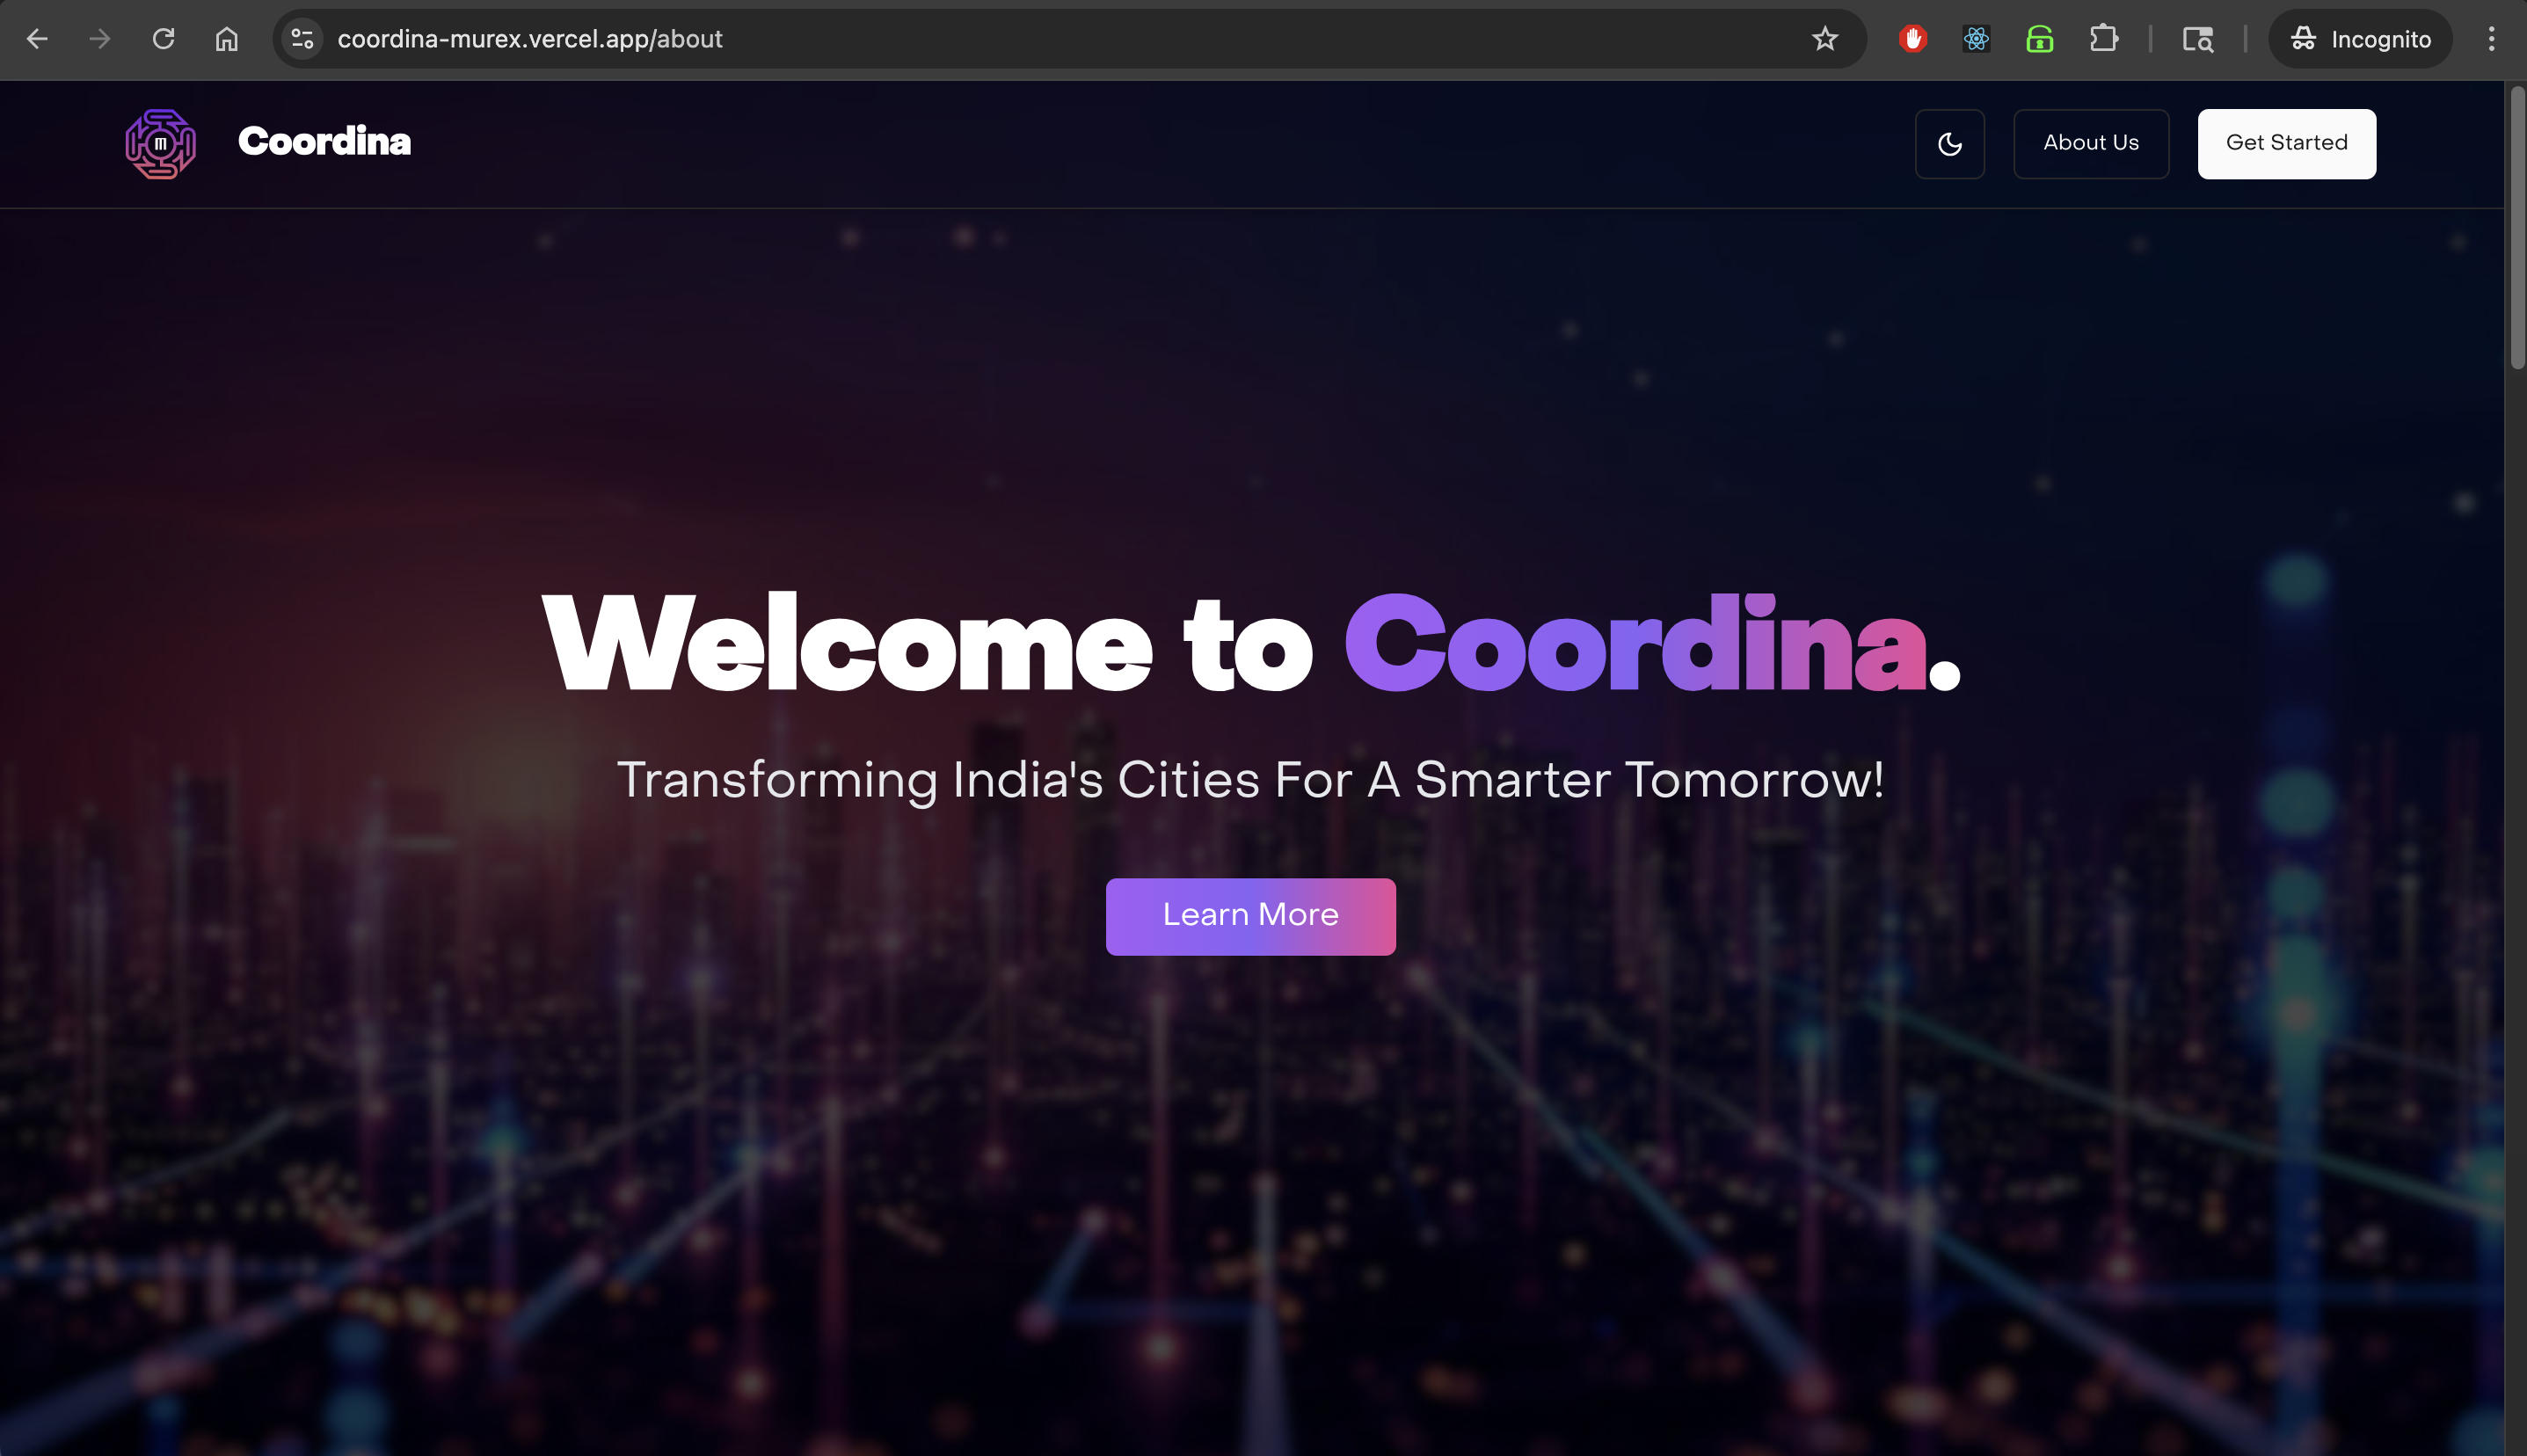 coordina-murex.vercel.app/about
Incognito
m
Coordina
About Us
Get Started
Welcome to Coordina.
Transforming India's Cities For A Smarter Tomorrow!
Learn More